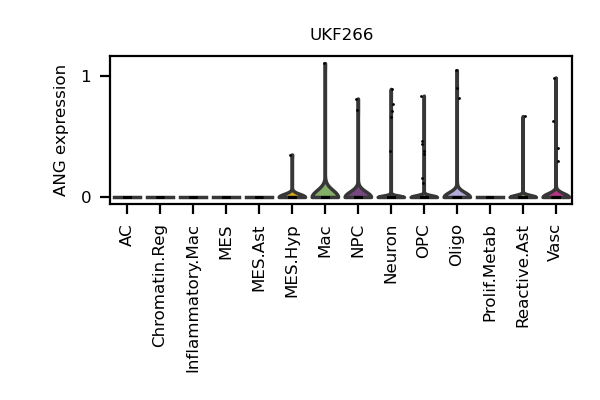 UKF266
ANG expression
1
0
AC
Chromatin.Reg
Inflammatory.Mac
MES
MES.Ast
MES.Hyp
Mac
NPC
Neuron
OPC
Oligo
Prolif.Metab
Reactive.Ast
Vasc